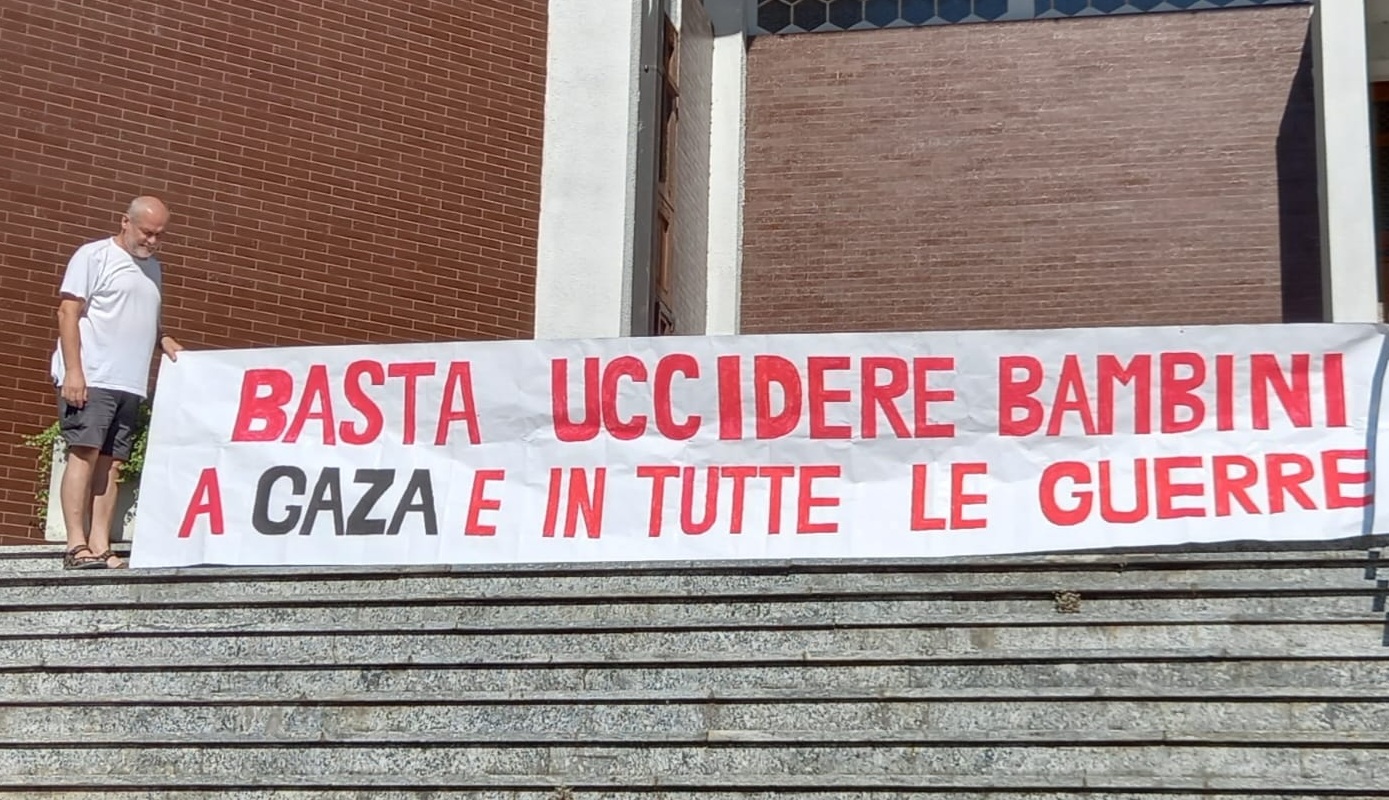 BASTA UCCIDERE BAMBINI
A GAZA E IN TUTTE LE GUERRE